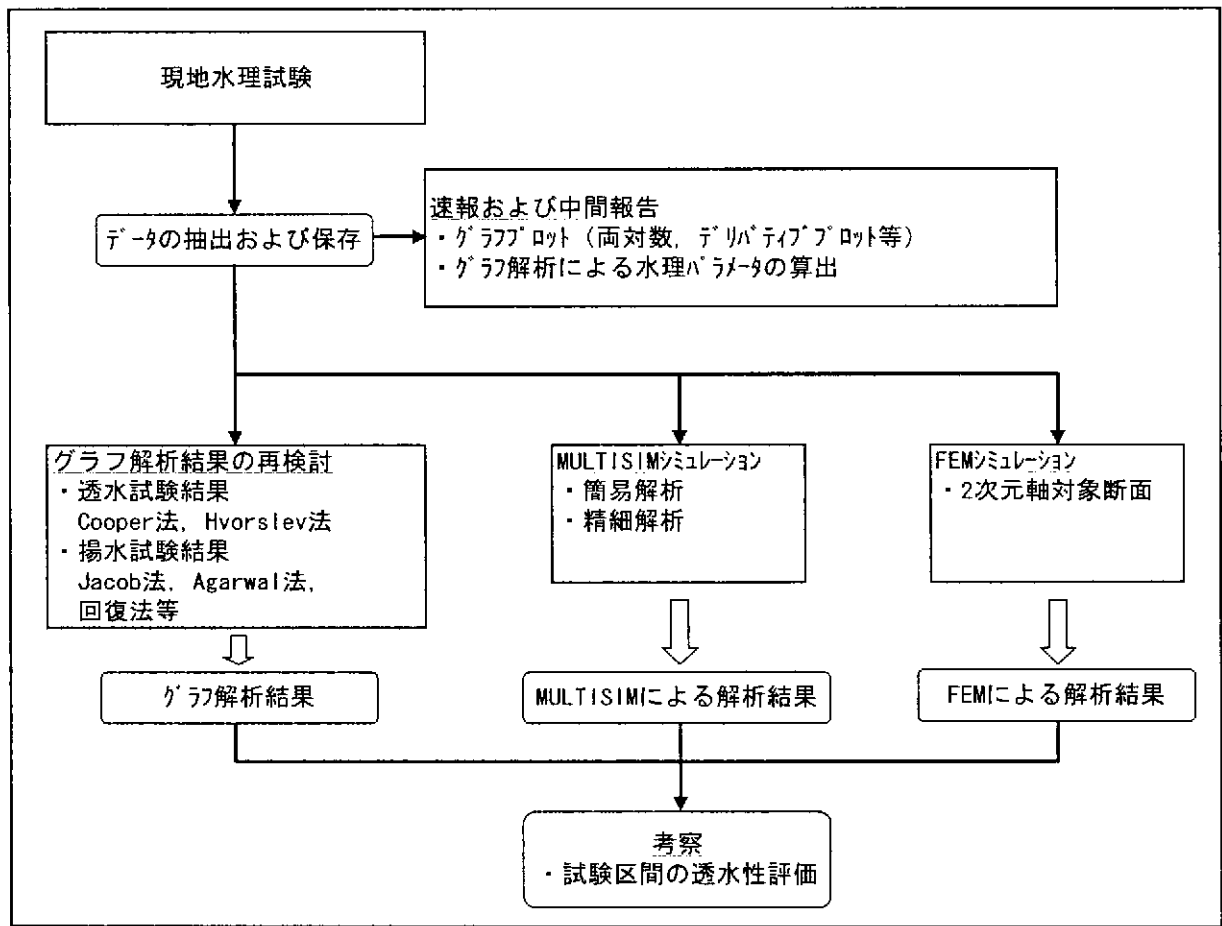 現地水理試験
データの抽出および保存
速報および中間報告
・グラフプロット（両対数，デリバティブプロット等）
・グラフ解析による水理パラメータの算出
グラフ解析結果の再検討
・透水試験結果
Cooper法，Hvorslev法
・揚水試験結果
Jacob法，Agarwal法，
回復法等
MULTISIMシミュレーション
・簡易解析
・精細解析
FEMシミュレーション
・2次元軸対象断面
グラフ解析結果
MULTISIMによる解析結果
FEMによる解析結果
考察
・試験区間の透水性評価